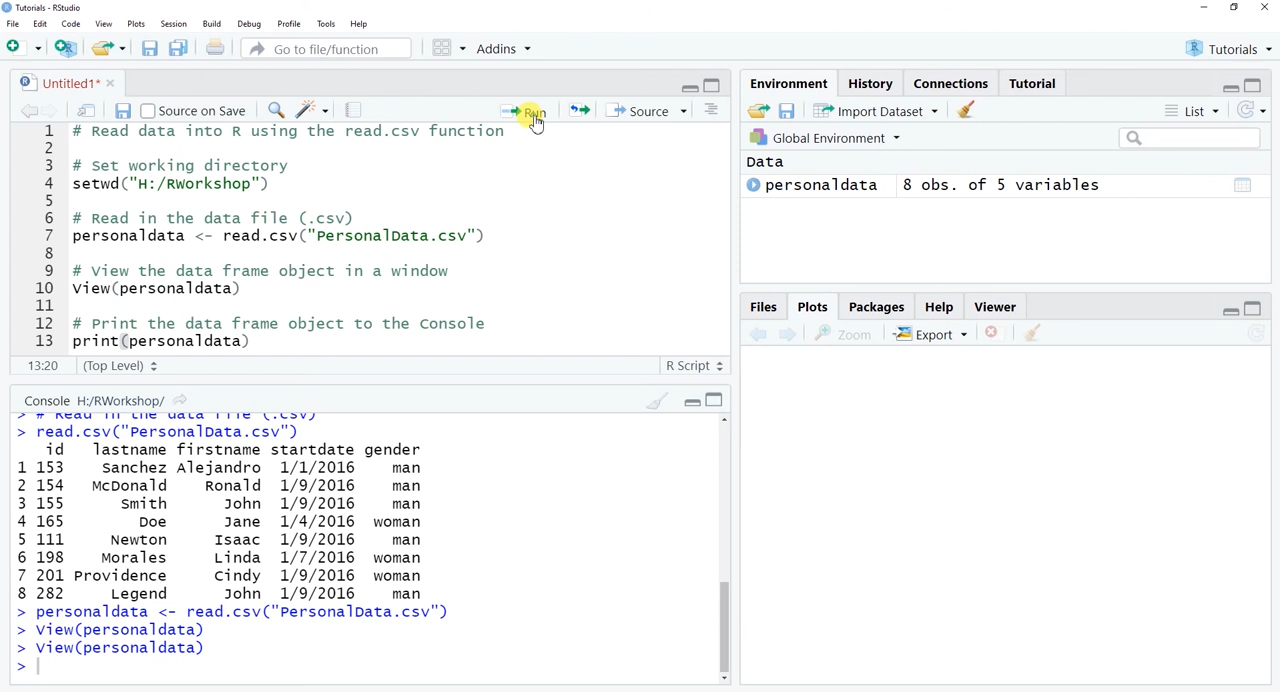 Tutorials - RStudio
File Edit Code View Plots Session Build Debug Profile Tools Help
Go to file/function Addins Tutorials
Untitled1*
Source on Save Run Source
1 # Read data into R using the read.csv function
2
3 # Set working directory
4 setwd("H:/RWorkshop")
5
6 # Read in the data file (.csv)
7 personaldata <- read.csv("PersonalData.csv")
8
9 # View the data frame object in a window
10 View(personaldata)
11
12 # Print the data frame object to the Console
13 print(personaldata)
13:20 (Top Level) R Script
Console H:/RWorkshop/
> # Read in the data file (.csv)
> read.csv("PersonalData.csv")
id lastname firstname startdate gender
1 153 Sanchez Alejandro 1/1/2016 man
2 154 McDonald Ronald 1/9/2016 man
3 155 Smith John 1/9/2016 man
4 165 Doe Jane 1/4/2016 woman
5 111 Newton Isaac 1/9/2016 man
6 198 Morales Linda 1/7/2016 woman
7 201 Providence Cindy 1/9/2016 woman
8 282 Legend John 1/9/2016 man
> personaldata <- read.csv("PersonalData.csv")
> View(personaldata)
> View(personaldata)
>
Environment History Connections Tutorial
Import Dataset List
Global Environment
Data
personaldata 8 obs. of 5 variables
Files Plots Packages Help Viewer
Zoom Export